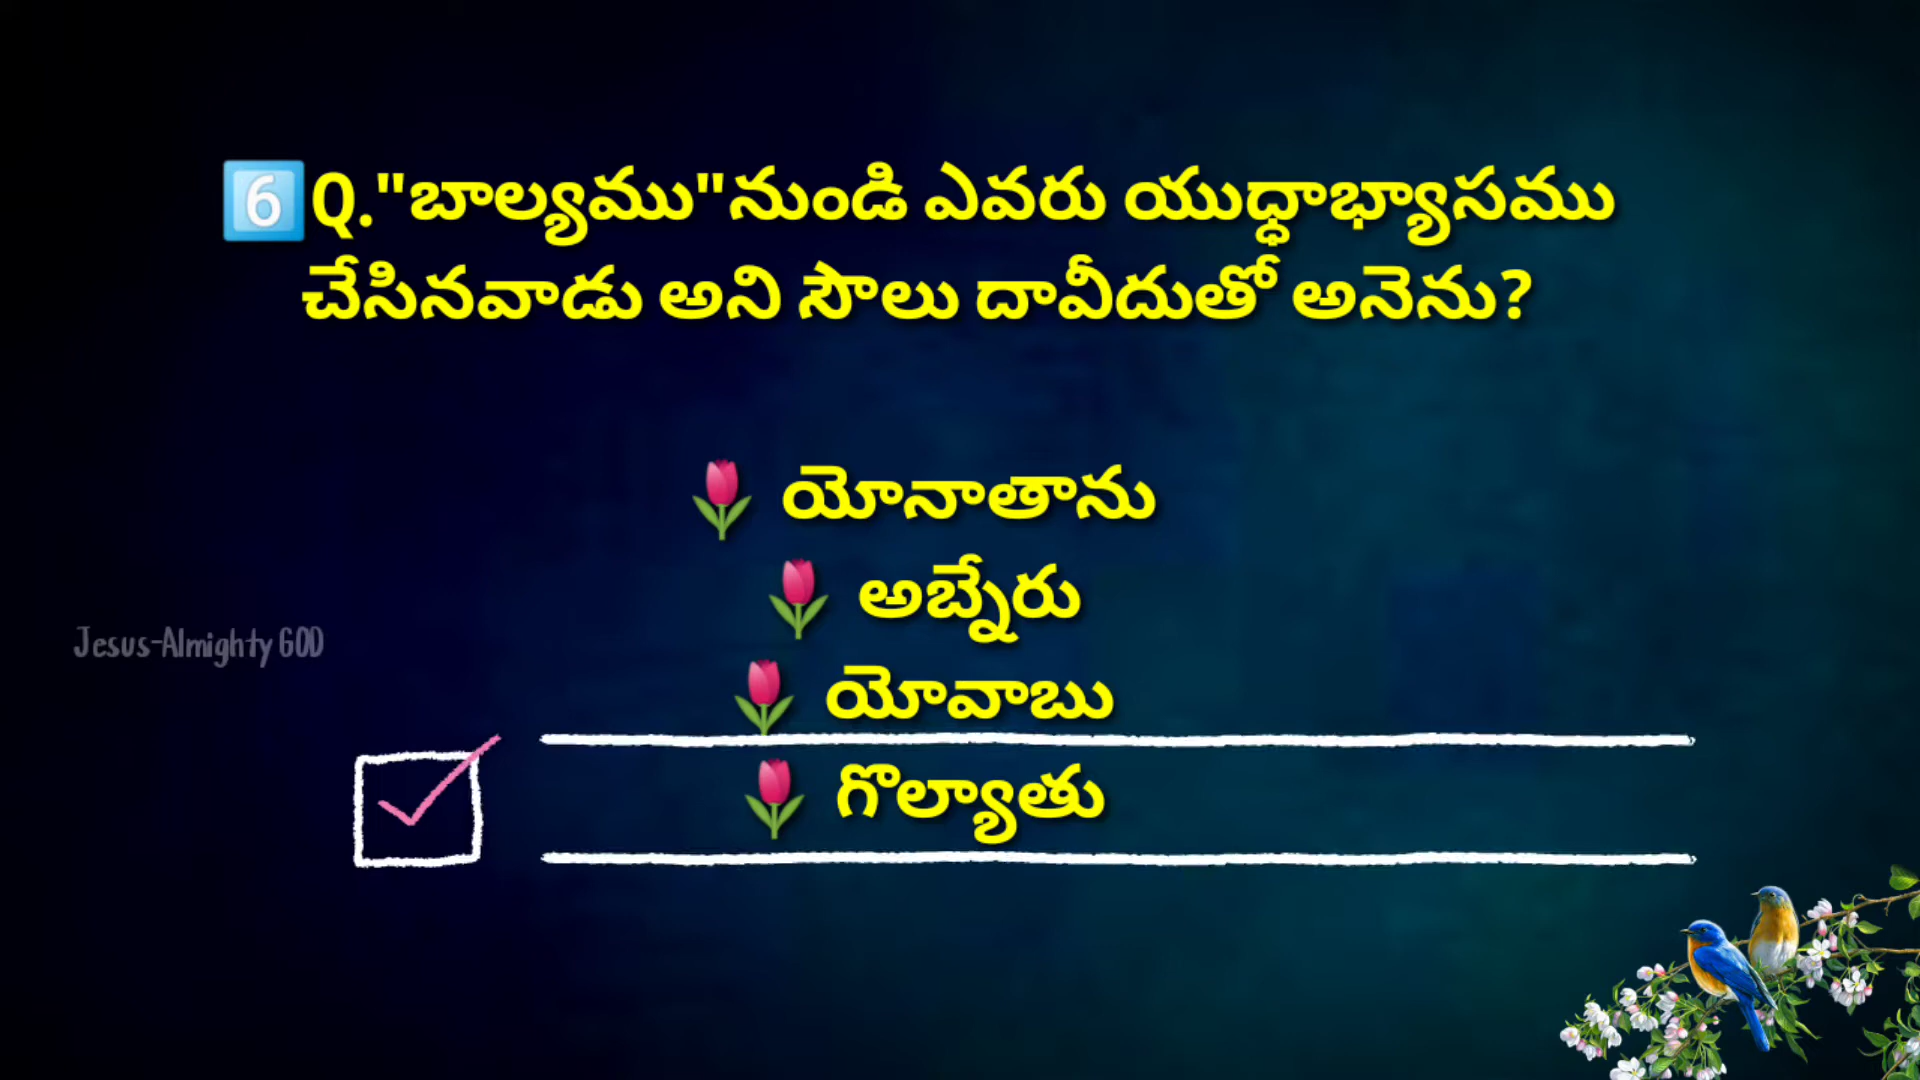 6️⃣Q."బాల్యము"నుండి ఎవరు యుధ్ధాభ్యాసము
చేసినవాడు అని సౌలు దావీదుతో అనెను?
🌷 యోనాతాను
🌷 అబ్నేరు
Jesus-Almighty GOD
🌷 యోవాబు
🌷 గొల్యాతు